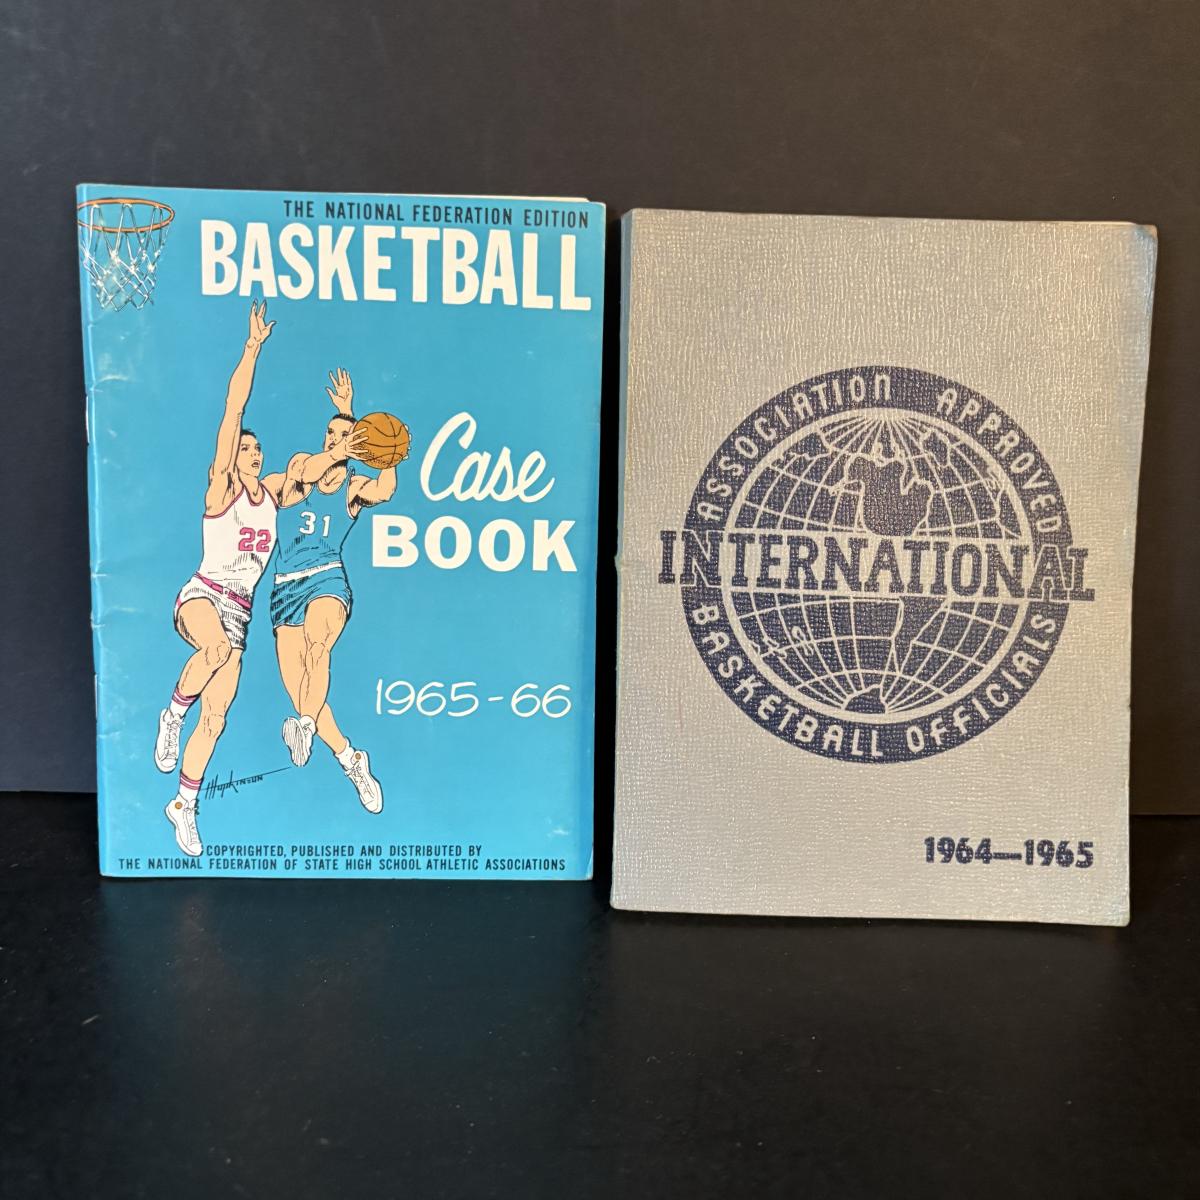 THE NATIONAL FEDERATION EDITION
BASKETBALL
Case
BOOK
22
31
1965-66
COPYRIGHTED, PUBLISHED AND DISTRIBUTED BY
THE NATIONAL FEDERATION OF STATE HIGH SCHOOL ATHLETIC ASSOCIATIONS
ASSOCIATION APPROVED
INTERNATIONAL
BASKETBALL OFFICIALS
1964—1965